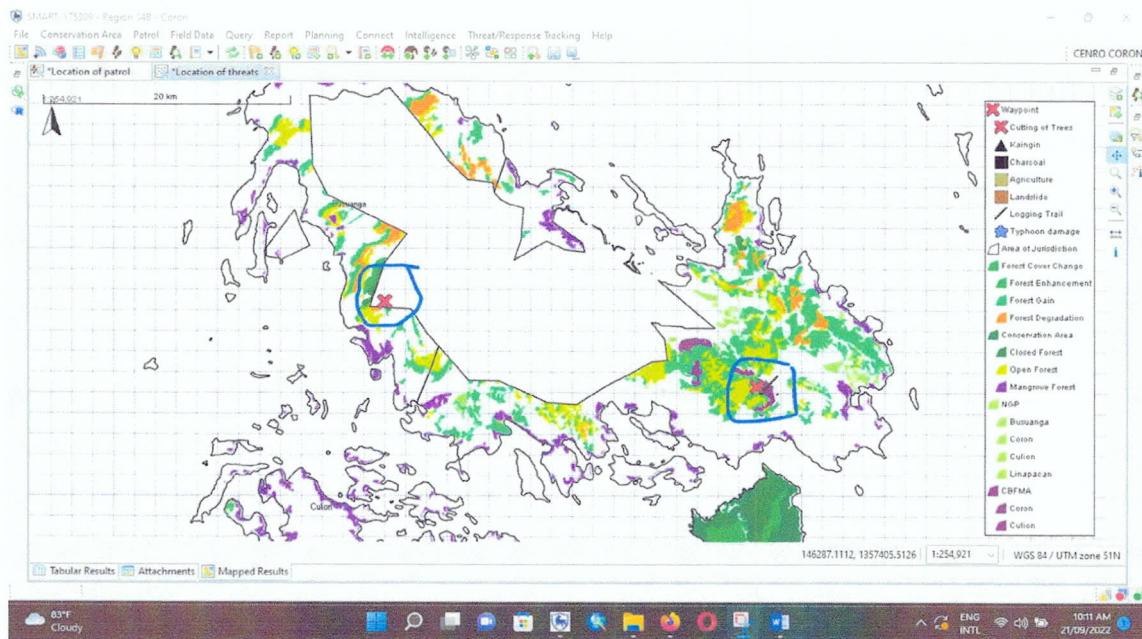 SMART 7.5.309 - Region 04B - Coron
File Conservation Area Patrol Field Data Query Report Planning Connect Intelligence Threat/Response Tracking Help
CENRO CORON
*Location of patrol
*Location of threats
1:254,921
20 km
Busuanga
Culion
Waypoint
Cutting of Trees
Kaingin
Charcoal
Agriculture
Landslide
Logging Trail
Typhoon damage
Area of Jurisdiction
Forest Cover Change
Forest Enhancement
Forest Gain
Forest Degradation
Conservation Area
Closed Forest
Open Forest
Mangrove Forest
NGP
Busuanga
Coron
Culion
Linapacan
CBFMA
Coron
Culion
146287.1112, 1357405.5126
1:254,921
WGS 84 / UTM zone 51N
Tabular Results
Attachments
Mapped Results
83°F
Cloudy
ENG
INTL
10:11 AM
21/09/2022